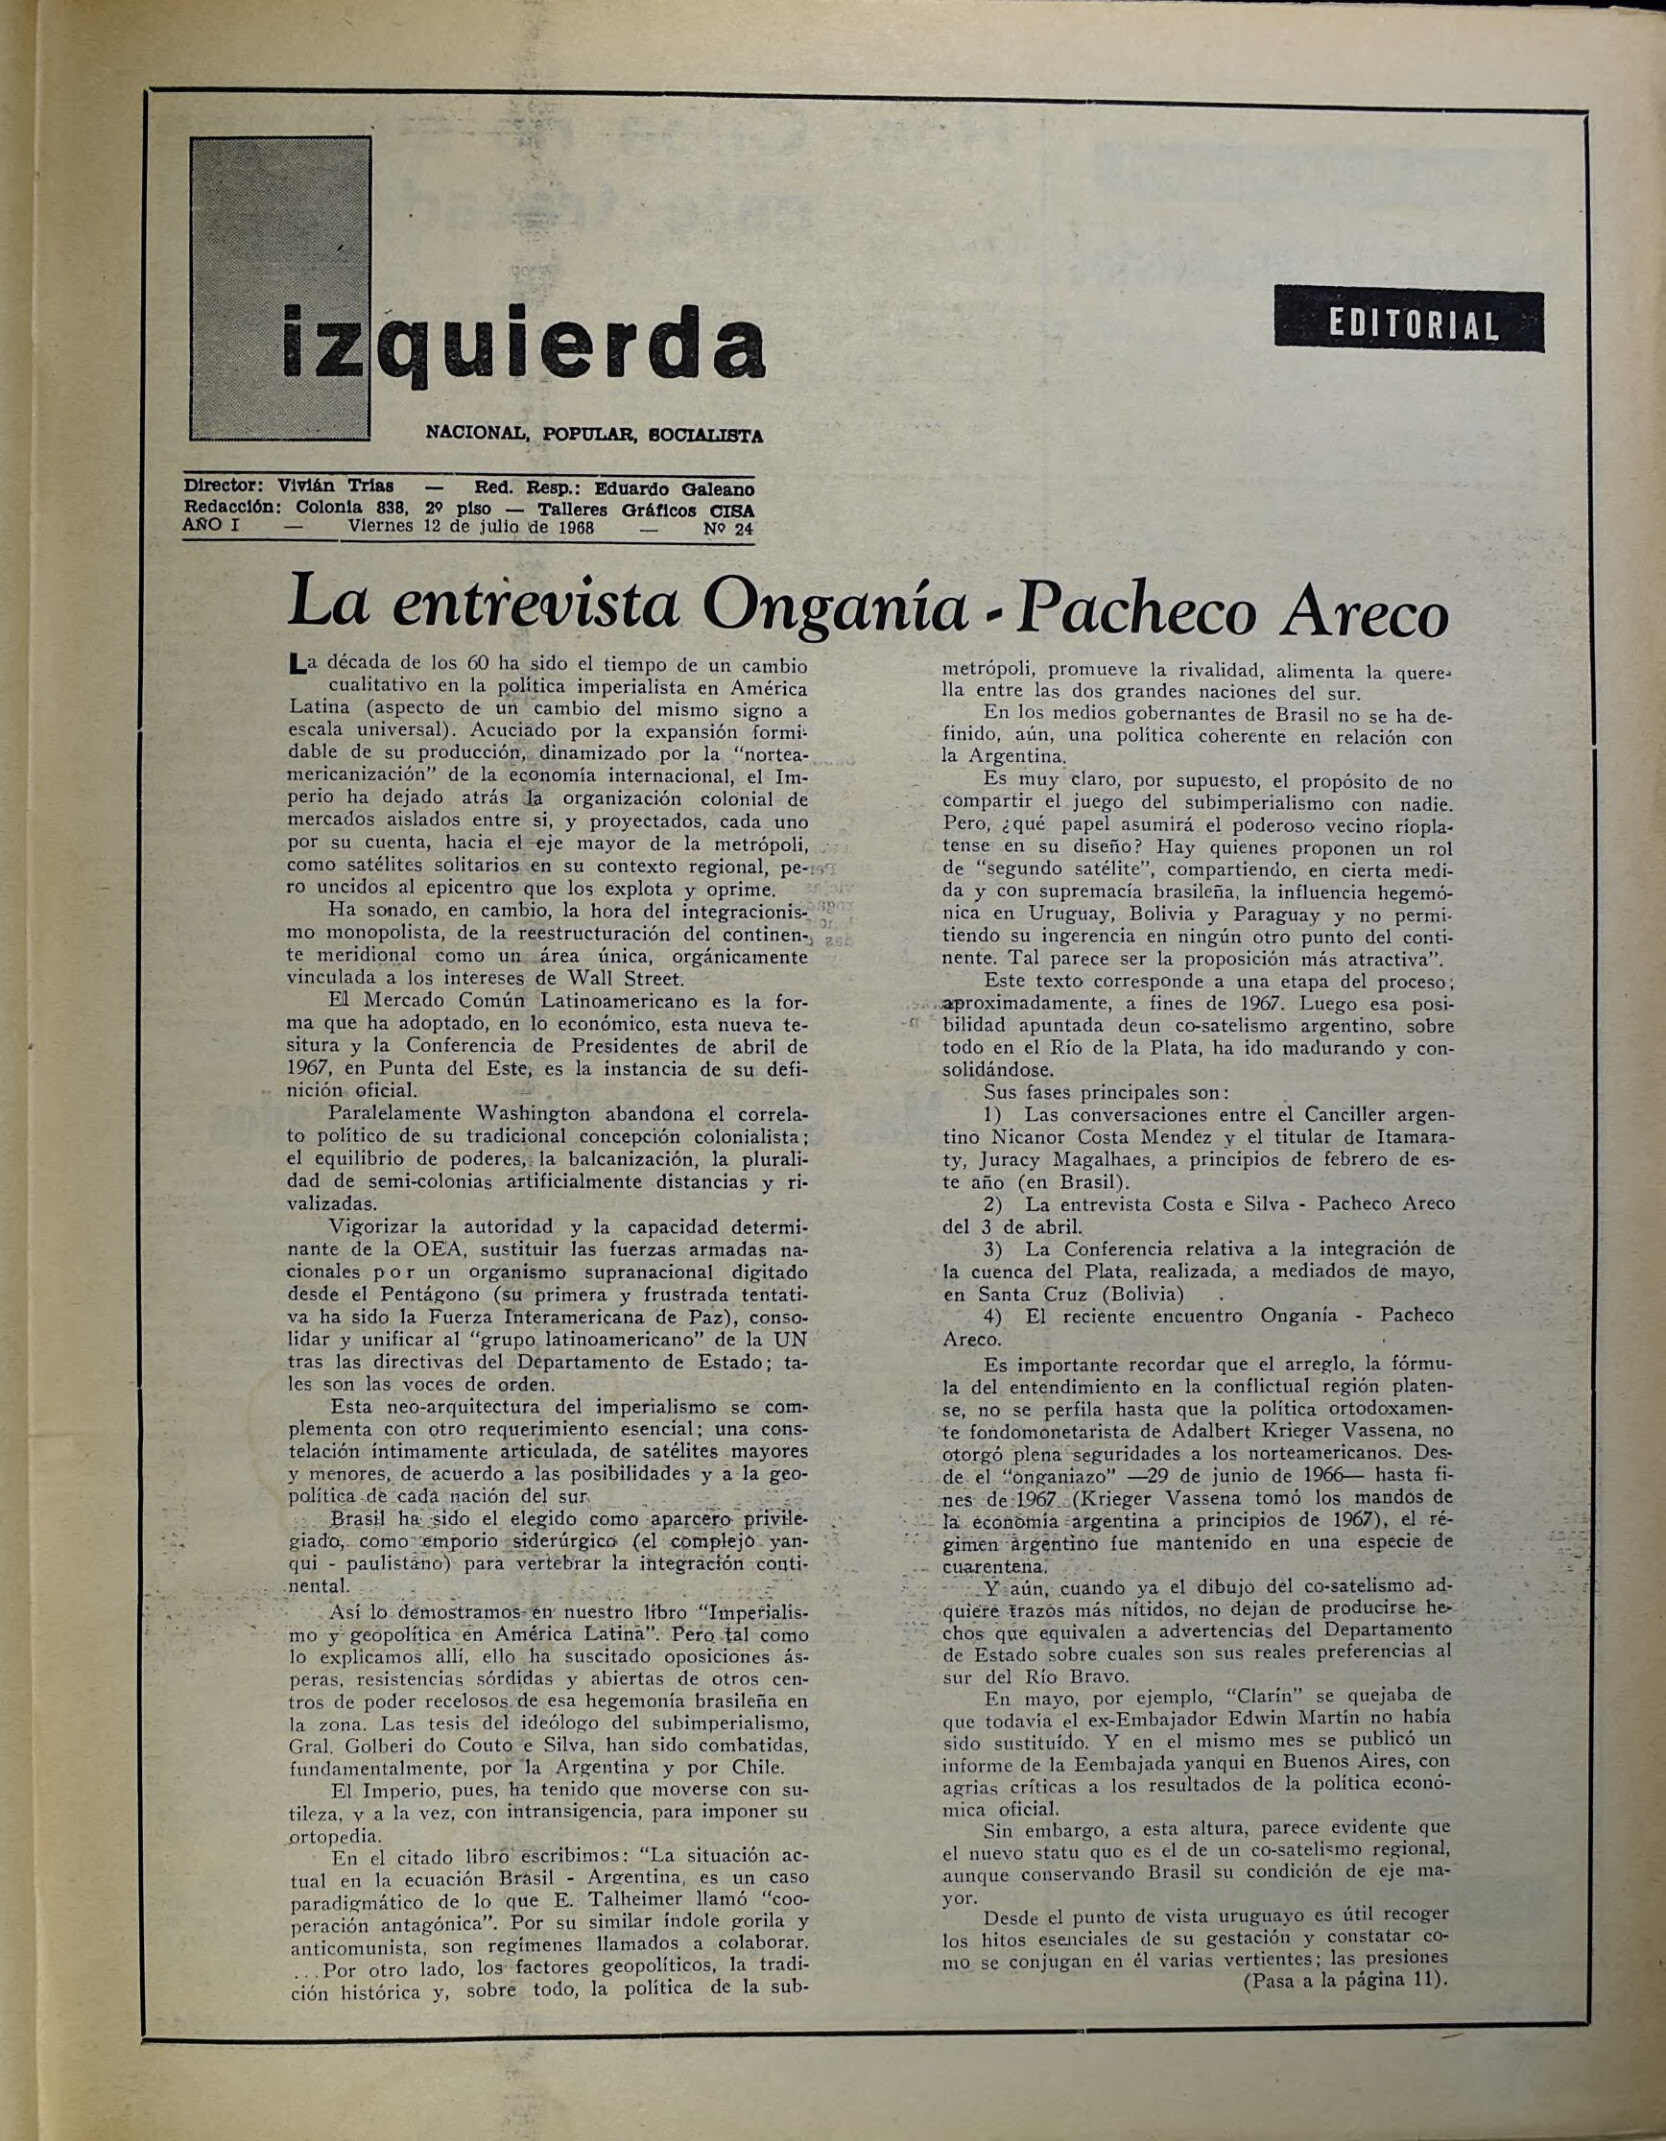 izquierda
EDITORIAL
NACIONAL, POPULAR, SOCIALISTA
Director: Vivián Trías — Red. Resp.: Eduardo Galeano
Redacción: Colonia 838, 2º piso — Talleres Gráficos CISA
AÑO I — Viernes 12 de julio de 1968 — Nº 24
La entrevista Onganía - Pacheco Areco
La década de los 60 ha sido el tiempo de un cambio
cualitativo en la política imperialista en América
Latina (aspecto de un cambio del mismo signo a
escala universal). Acuciado por la expansión formi-
dable de su producción, dinamizado por la "nortea-
mericanización" de la economía internacional, el Im-
perio ha dejado atrás la organización colonial de
mercados aislados entre si, y proyectados, cada uno
por su cuenta, hacia el eje mayor de la metrópoli,
como satélites solitarios en su contexto regional, pe-
ro uncidos al epicentro que los explota y oprime.
Ha sonado, en cambio, la hora del integracionis-
mo monopolista, de la reestructuración del continen-
te meridional como un área única, orgánicamente
vinculada a los intereses de Wall Street.
El Mercado Común Latinoamericano es la for-
ma que ha adoptado, en lo económico, esta nueva te-
situra y la Conferencia de Presidentes de abril de
1967, en Punta del Este, es la instancia de su defi-
nición oficial.
Paralelamente Washington abandona el correla-
to político de su tradicional concepción colonialista;
el equilibrio de poderes, la balcanización, la plurali-
dad de semi-colonias artificialmente distancias y ri-
valizadas.
Vigorizar la autoridad y la capacidad determi-
nante de la OEA, sustituir las fuerzas armadas na-
cionales por un organismo supranacional digitado
desde el Pentágono (su primera y frustrada tentati-
va ha sido la Fuerza Interamericana de Paz), conso-
lidar y unificar al "grupo latinoamericano" de la UN
tras las directivas del Departamento de Estado; ta-
les son las voces de orden.
Esta neo-arquitectura del imperialismo se com-
plementa con otro requerimiento esencial; una cons-
telación íntimamente articulada, de satélites mayores
y menores, de acuerdo a las posibilidades y a la geo-
política de cada nación del sur.
Brasil ha sido el elegido como aparcero privile-
giado, como emporio siderúrgico (el complejo yan-
qui - paulistano) para vertebrar la integración conti-
nental.
Así lo demostramos en nuestro libro "Imperialis-
mo y geopolítica en América Latina". Pero tal como
lo explicamos allí, ello ha suscitado oposiciones ás-
peras, resistencias sórdidas y abiertas de otros cen-
tros de poder recelosos de esa hegemonía brasileña en
la zona. Las tesis del ideólogo del subimperialismo,
Gral. Golberi do Couto e Silva, han sido combatidas,
fundamentalmente, por la Argentina y por Chile.
El Imperio, pues, ha tenido que moverse con su-
tileza, y a la vez, con intransigencia, para imponer su
ortopedia.
En el citado libro escribimos: "La situación ac-
tual en la ecuación Brasil - Argentina, es un caso
paradigmático de lo que E. Talheimer llamó "coo-
peración antagónica". Por su similar índole gorila y
anticomunista, son regímenes llamados a colaborar.
...Por otro lado, los factores geopolíticos, la tradi-
ción histórica y, sobre todo, la política de la sub-
metrópoli, promueve la rivalidad, alimenta la quere-
lla entre las dos grandes naciones del sur.
En los medios gobernantes de Brasil no se ha de-
finido, aún, una política coherente en relación con
la Argentina.
Es muy claro, por supuesto, el propósito de no
compartir el juego del subimperialismo con nadie.
Pero, ¿qué papel asumirá el poderoso vecino riopla-
tense en su diseño? Hay quienes proponen un rol
de "segundo satélite", compartiendo, en cierta medi-
da y con supremacía brasileña, la influencia hegemó-
nica en Uruguay, Bolivia y Paraguay y no permi-
tiendo su ingerencia en ningún otro punto del conti-
nente. Tal parece ser la proposición más atractiva".
Este texto corresponde a una etapa del proceso;
aproximadamente, a fines de 1967. Luego esa posi-
bilidad apuntada deun co-satelismo argentino, sobre
todo en el Río de la Plata, ha ido madurando y con-
solidándose.
Sus fases principales son:
1) Las conversaciones entre el Canciller argen-
tino Nicanor Costa Mendez y el titular de Itamara-
ty, Juracy Magalhaes, a principios de febrero de es-
te año (en Brasil).
2) La entrevista Costa e Silva - Pacheco Areco
del 3 de abril.
3) La Conferencia relativa a la integración de
la cuenca del Plata, realizada, a mediados de mayo,
en Santa Cruz (Bolivia) .
4) El reciente encuentro Onganía - Pacheco
Areco.
Es importante recordar que el arreglo, la fórmu-
la del entendimiento en la conflictual región platen-
se, no se perfila hasta que la política ortodoxamen-
te fondomonetarista de Adalbert Krieger Vassena, no
otorgó plena seguridades a los norteamericanos. Des-
de el "onganiazo" —29 de junio de 1966— hasta fi-
nes de 1967 (Krieger Vassena tomó los mandos de
la economía argentina a principios de 1967), el ré-
gimen argentino fue mantenido en una especie de
cuarentena.
Y aún, cuando ya el dibujo del co-satelismo ad-
quiere trazos más nítidos, no dejan de producirse he-
chos que equivalen a advertencias del Departamento
de Estado sobre cuales son sus reales preferencias al
sur del Río Bravo.
En mayo, por ejemplo, "Clarín" se quejaba de
que todavía el ex-Embajador Edwin Martín no había
sido sustituído. Y en el mismo mes se publicó un
informe de la Eembajada yanqui en Buenos Aires, con
agrias críticas a los resultados de la política econó-
mica oficial.
Sin embargo, a esta altura, parece evidente que
el nuevo statu quo es el de un co-satelismo regional,
aunque conservando Brasil su condición de eje ma-
yor.
Desde el punto de vista uruguayo es útil recoger
los hitos esenciales de su gestación y constatar co-
mo se conjugan en él varias vertientes; las presiones
(Pasa a la página 11).